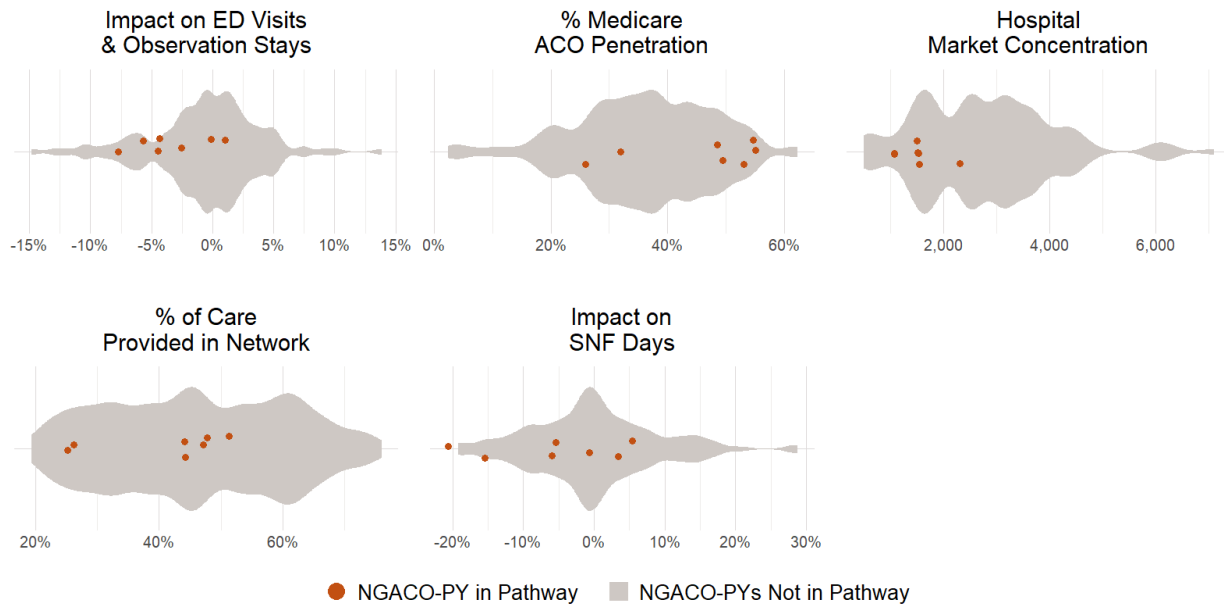 Impact on ED Visits
& Observation Stays
% Medicare
ACO Penetration
Hospital
Market Concentration
-15% -10% -5% 0% 5% 10% 15%
0% 20% 40% 60%
2,000 4,000 6,000
% of Care
Provided in Network
Impact on
SNF Days
20% 40% 60%
-20% -10% 0% 10% 20% 30%
NGACO-PY in Pathway NGACO-PYs Not in Pathway